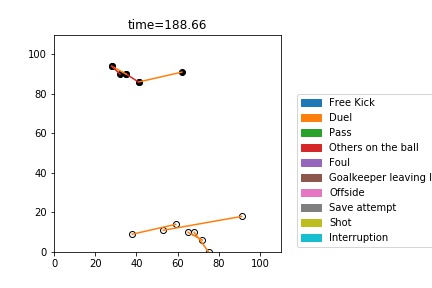 time=188.66
100
80
60
40
20
0
0 20 40 60 80 100
Free Kick
Duel
Pass
Others on the ball
Foul
Goalkeeper leaving l
Offside
Save attempt
Shot
Interruption